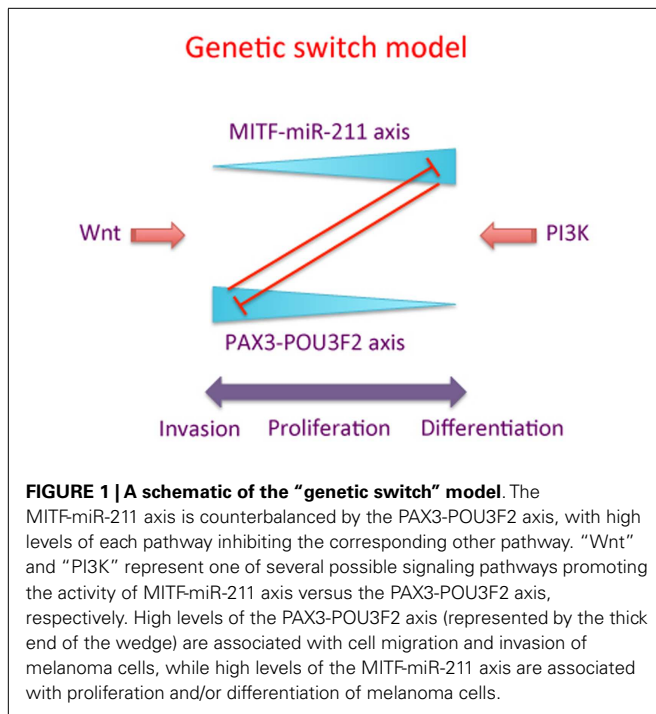 Genetic switch model
MITF-miR-211 axis
Wnt
PI3K
PAX3-POU3F2 axis
Invasion Proliferation Differentiation
FIGURE 1 | A schematic of the “genetic switch” model. The
MITF-miR-211 axis is counterbalanced by the PAX3-POU3F2 axis, with high
levels of each pathway inhibiting the corresponding other pathway. “Wnt”
and “PI3K” represent one of several possible signaling pathways promoting
the activity of MITF-miR-211 axis versus the PAX3-POU3F2 axis,
respectively. High levels of the PAX3-POU3F2 axis (represented by the thick
end of the wedge) are associated with cell migration and invasion of
melanoma cells, while high levels of the MITF-miR-211 axis are associated
with proliferation and/or differentiation of melanoma cells.